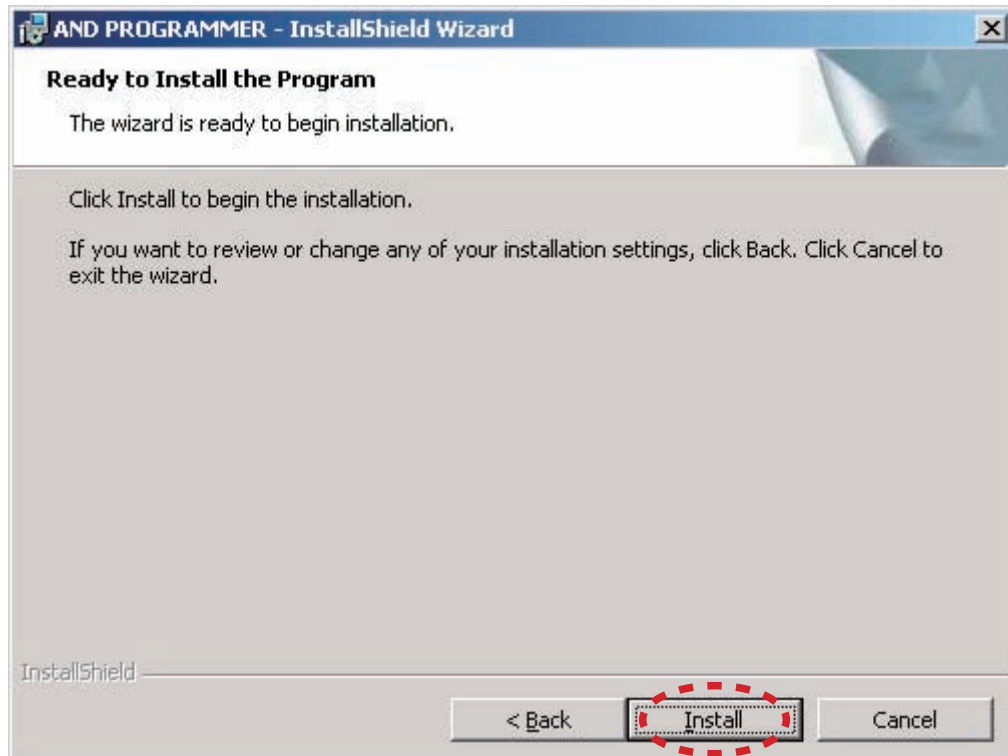 AND PROGRAMMER - InstallShield Wizard
Ready to Install the Program
The wizard is ready to begin installation.
Click Install to begin the installation.
If you want to review or change any of your installation settings, click Back. Click Cancel to
exit the wizard.
InstallShield
< Back Install Cancel